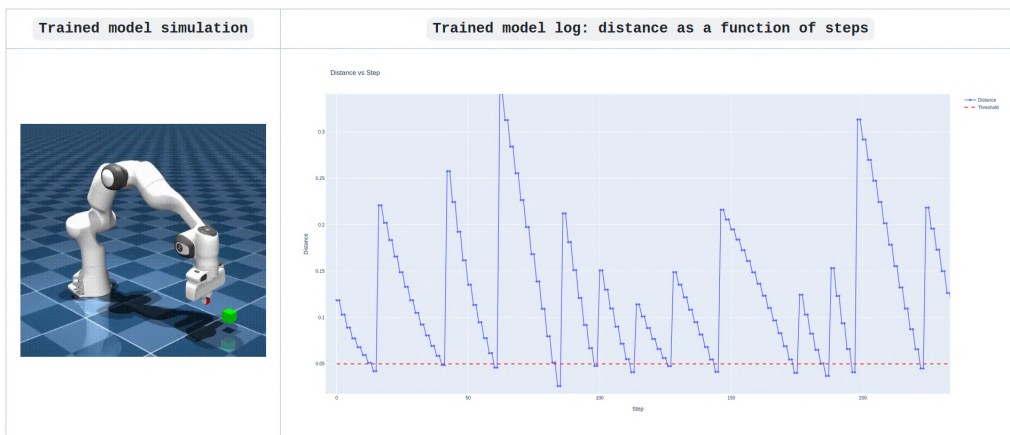 Trained model simulation
Trained model log: distance as a function of steps
Distance vs Step
Distance
Threshold
0.3
0.25
0.2
0.15
0.1
0.05
Distance
0
50
100
150
200
Step